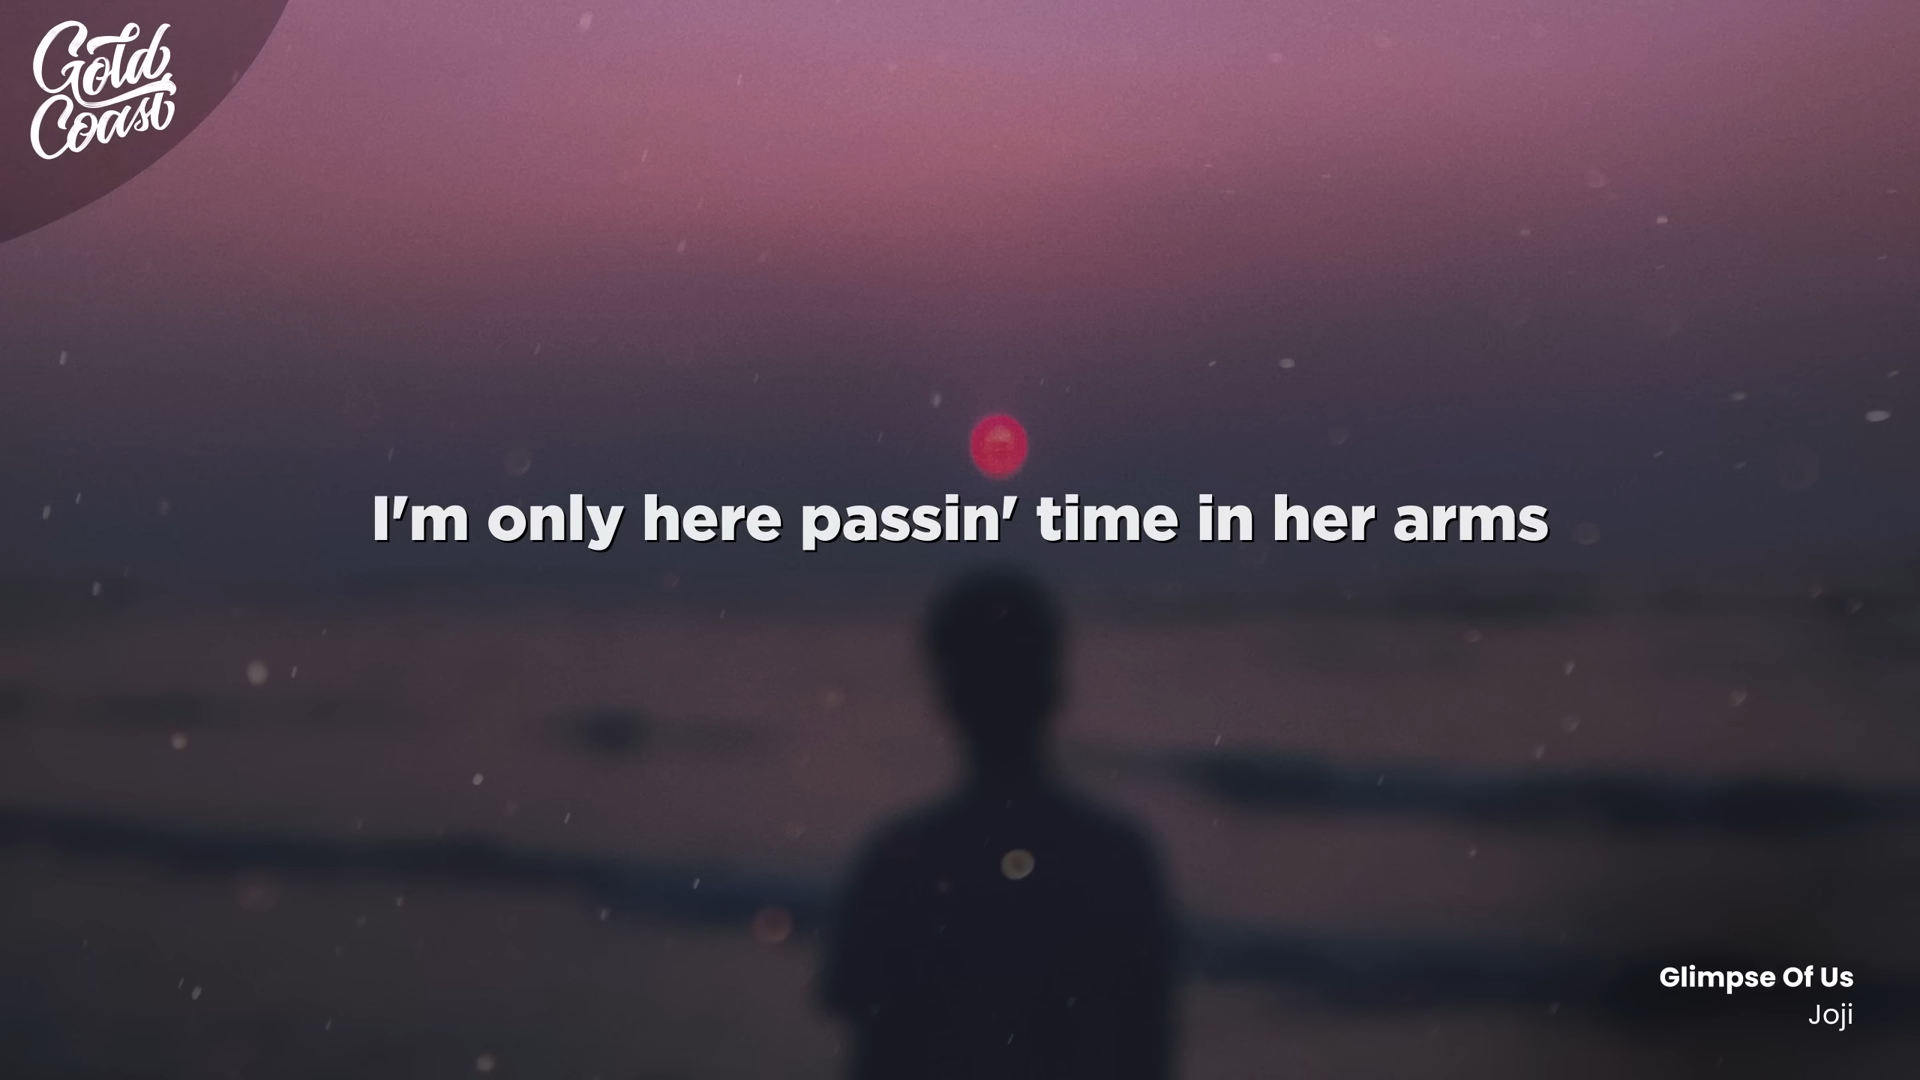 Gold
Coast
I'm only here passin' time in her arms
Glimpse Of Us
Joji